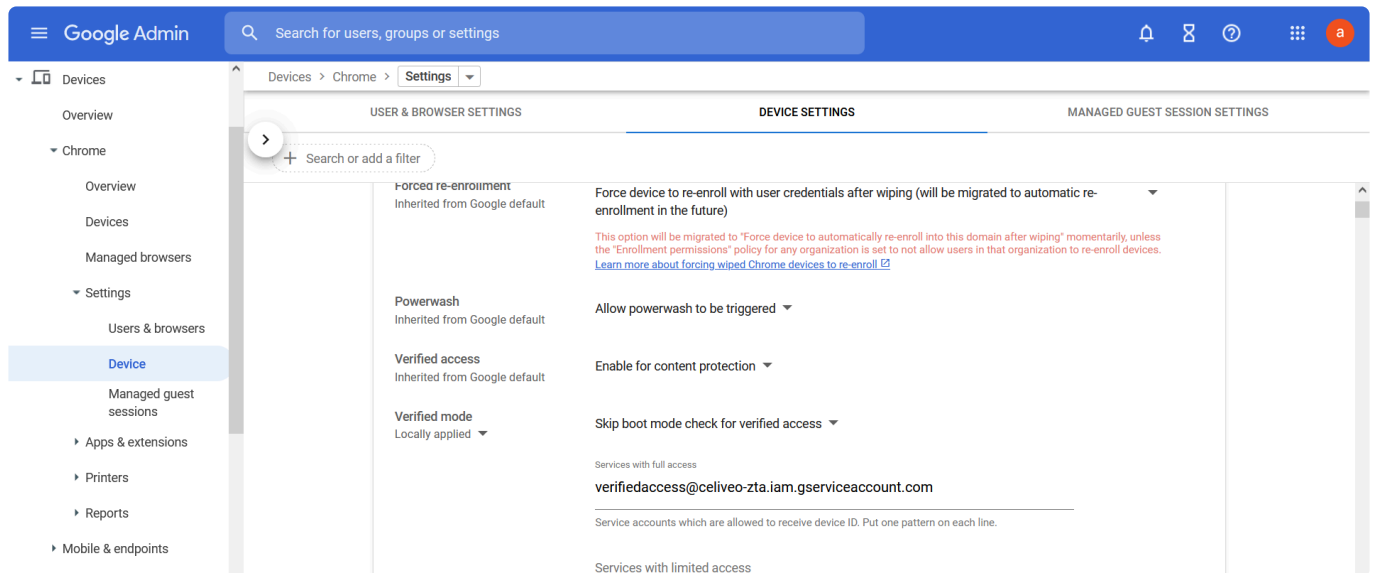 Google Admin
Search for users, groups or settings
a
Devices
Overview
Chrome
Overview
Devices
Managed browsers
Settings
Users & browsers
Device
Managed guest
sessions
Apps & extensions
Printers
Reports
Mobile & endpoints
Devices > Chrome > Settings
USER & BROWSER SETTINGS
DEVICE SETTINGS
MANAGED GUEST SESSION SETTINGS
+ Search or add a filter
Forced re-enrollment
Inherited from Google default
Force device to re-enroll with user credentials after wiping (will be migrated to automatic re-
enrollment in the future)
This option will be migrated to "Force device to automatically re-enroll into this domain after wiping" momentarily, unless
the "Enrollment permissions" policy for any organization is set to not allow users in that organization to re-enroll devices.
Learn more about forcing wiped Chrome devices to re-enroll
Powerwash
Inherited from Google default
Allow powerwash to be triggered
Verified access
Inherited from Google default
Enable for content protection
Verified mode
Locally applied
Skip boot mode check for verified access
Services with full access
verifiedaccess@celiveo-zta.iam.gserviceaccount.com
Service accounts which are allowed to receive device ID. Put one pattern on each line.
Services with limited access